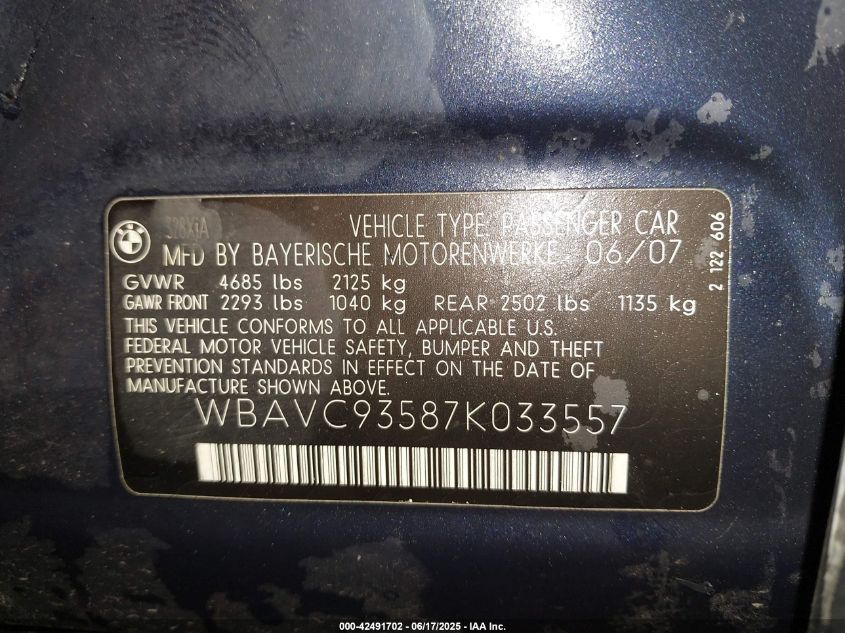 328XiA VEHICLE TYPE: PASSENGER CAR
MFD BY BAYERISCHE MOTORENWERKE 06/07
GVWR 4685 lbs 2125 kg
GAWR FRONT 2293 lbs 1040 kg REAR 2502 lbs 1135 kg
THIS VEHICLE CONFORMS TO ALL APPLICABLE U.S.
FEDERAL MOTOR VEHICLE SAFETY, BUMPER AND THEFT
PREVENTION STANDARDS IN EFFECT ON THE DATE OF
MANUFACTURE SHOWN ABOVE.
WBAVC93587K033557
2 122 606
BMW
000-42491702 - 06/17/2025 - IAA Inc.